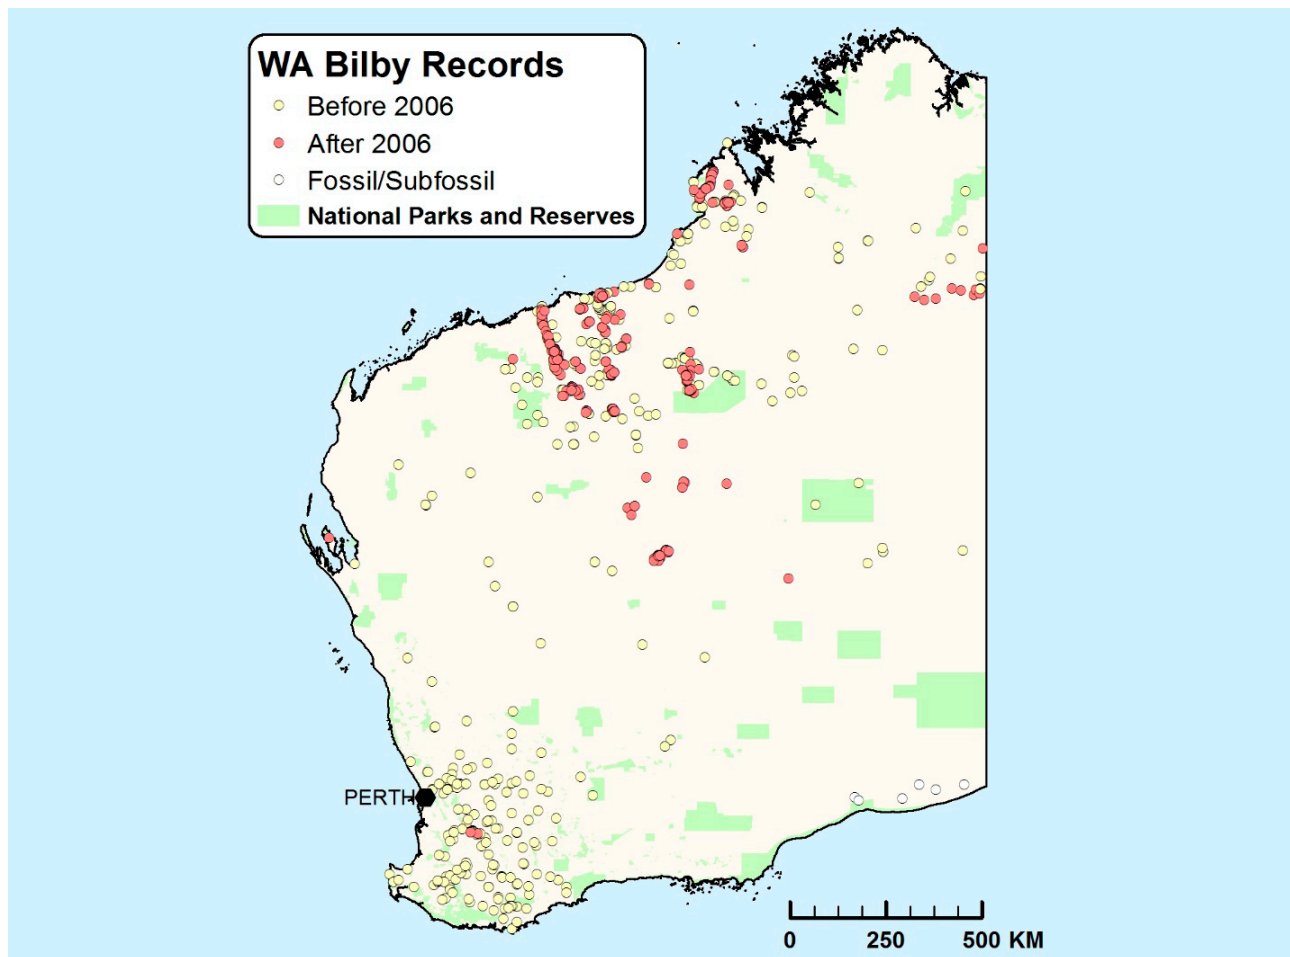 WA Bilby Records
Before 2006
After 2006
Fossil/Subfossil
National Parks and Reserves
PERTH
0 250 500 KM